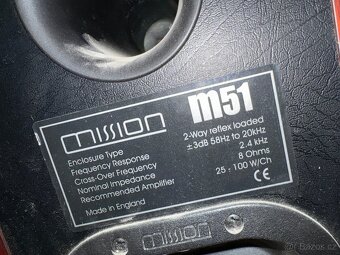 mission m51
Enclosure Type 2-Way reflex loaded
Frequency Response ±3dB 58Hz to 20kHz
Cross-Over Frequency 2.4 kHz
Nominal Impedance 8 Ohms
Recommended Amplifier 25 - 100 W/Ch
Made in England CE
mission